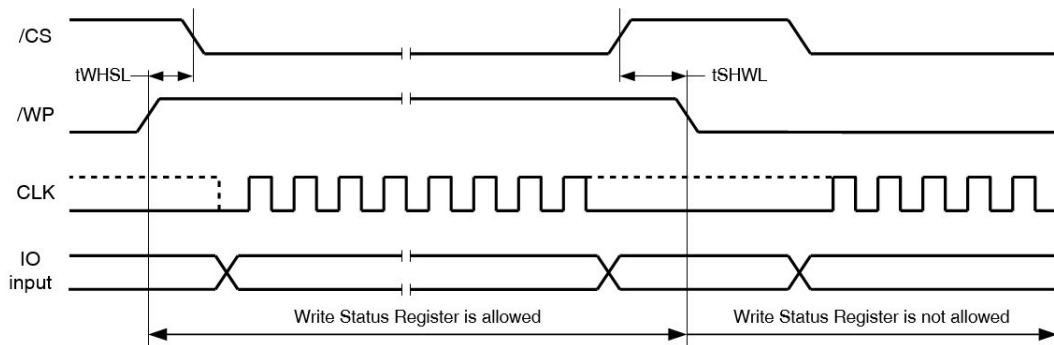 /CS
tWHSL
tSHWL
/WP
CLK
IO
input
Write Status Register is allowed
Write Status Register is not allowed